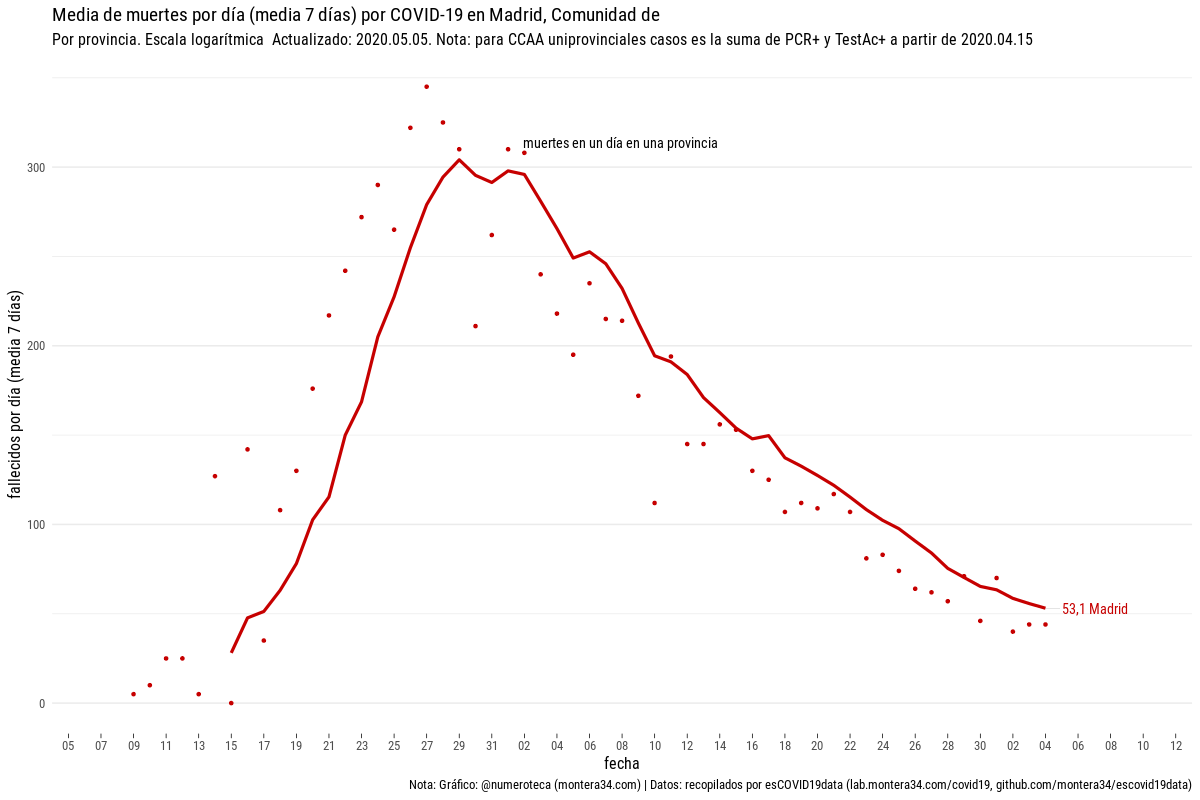 Media de muertes por día (media 7 días) por COVID-19 en Madrid, Comunidad de
Por provincia. Escala logarítmica  Actualizado: 2020.05.05. Nota: para CCAA uniprovinciales casos es la suma de PCR+ y TestAc+ a partir de 2020.04.15
fallecidos por día (media 7 días)
300
200
100
0
muertes en un día en una provincia
53,1 Madrid
05 07 09 11 13 15 17 19 21 23 25 27 29 31 02 04 06 08 10 12 14 16 18 20 22 24 26 28 30 02 04 06 08 10 12
fecha
Nota: Gráfico: @numeroteca (montera34.com) | Datos: recopilados por esCOVID19data (lab.montera34.com/covid19, github.com/montera34/escovid19data)